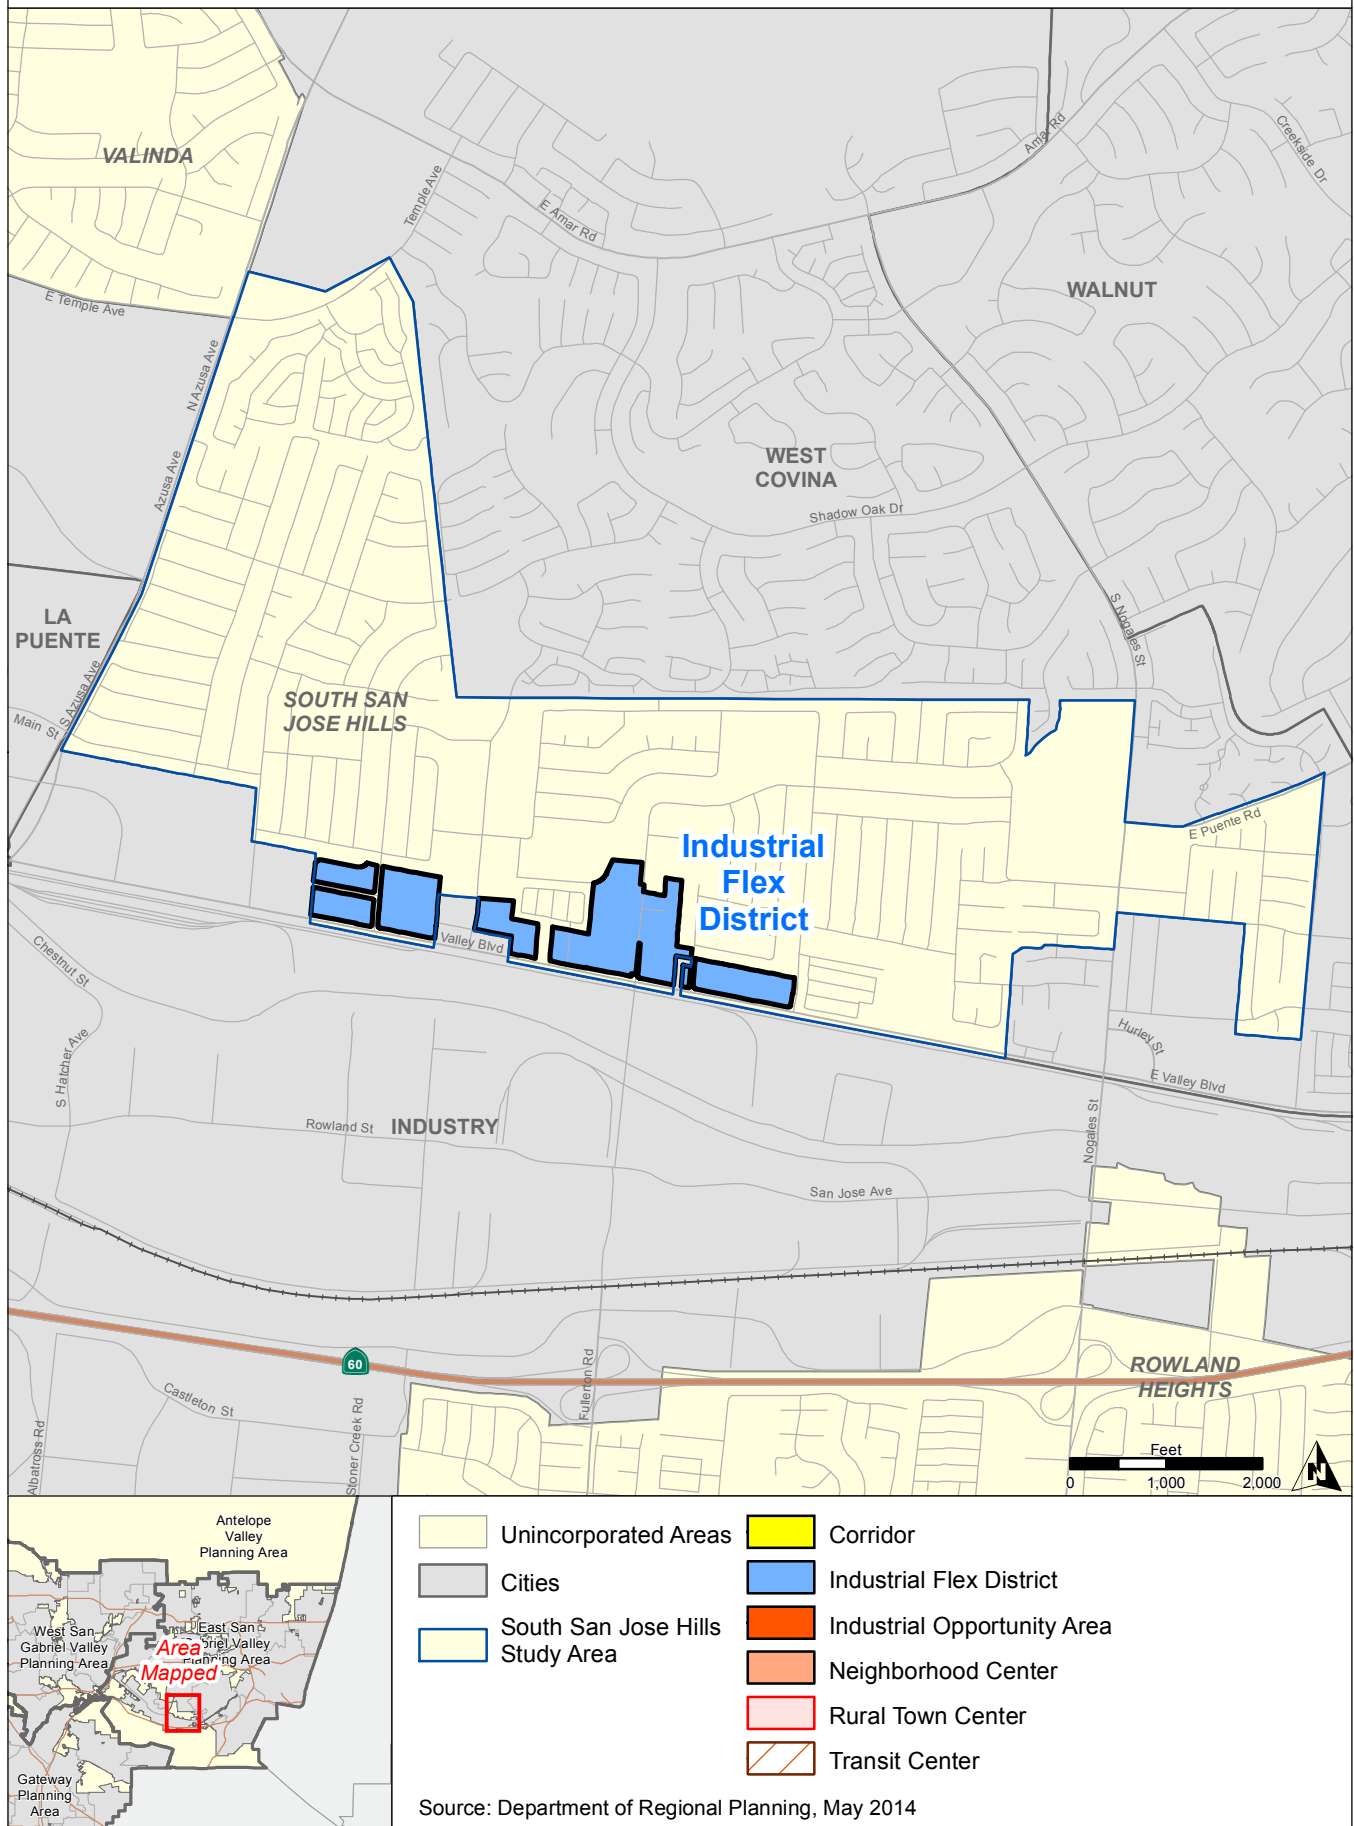 VALINDA
Temple Ave
E Amar Rd
Amar Rd
Creekside Dr
E Temple Ave
WALNUT
N Azusa Ave
WEST
COVINA
Azusa Ave
Shadow Oak Dr
LA
PUENTE
S Nogales St
S Azusa Ave
Main St
SOUTH SAN
JOSE HILLS
E Puente Rd
Industrial
Flex
District
Valley Blvd
Chestnut St
S Hatcher Ave
Hurley St
E Valley Blvd
Rowland St
INDUSTRY
Nogales St
San Jose Ave
60
ROWLAND
HEIGHTS
Castleton St
Albatross Rd
Stoner Creek Rd
Fullerton Rd
Feet
0 1,000 2,000
N
Antelope
Valley
Planning Area
West San
Gabriel Valley
Planning Area
East San
Gabriel Valley
Planning Area
Area
Mapped
Gateway
Planning
Area
Unincorporated Areas
Cities
South San Jose Hills
Study Area
Corridor
Industrial Flex District
Industrial Opportunity Area
Neighborhood Center
Rural Town Center
Transit Center
Source: Department of Regional Planning, May 2014